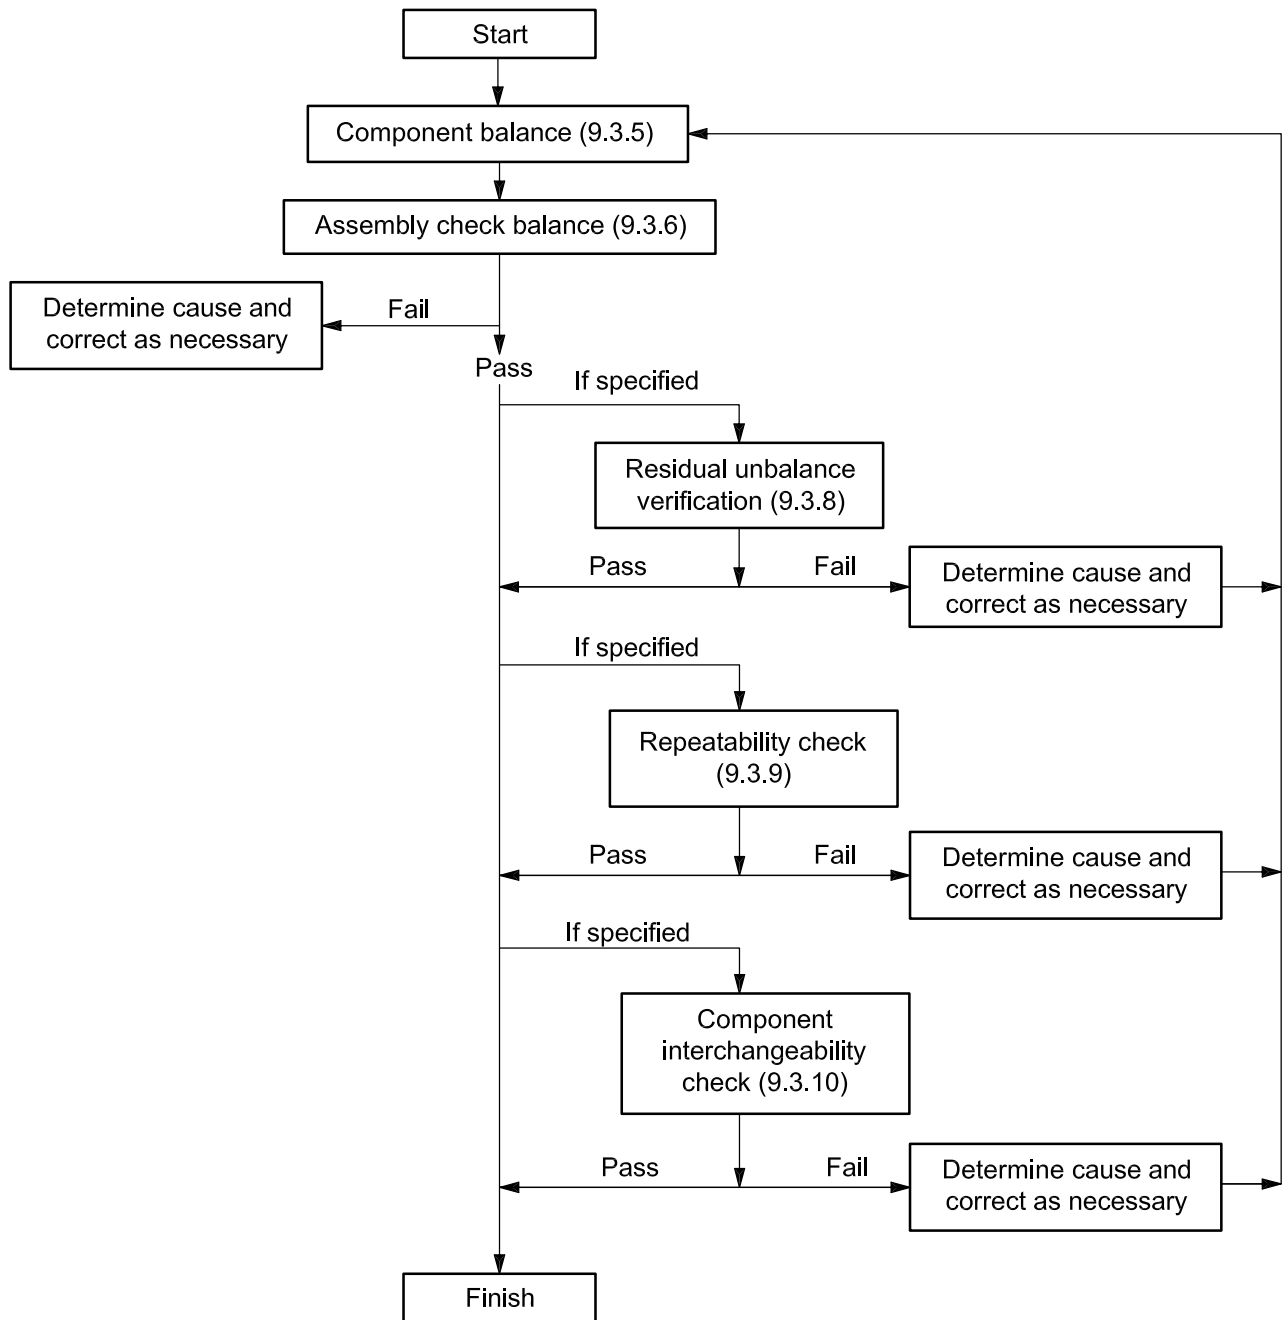 Start
Component balance (9.3.5)
Assembly check balance (9.3.6)
Determine cause and
correct as necessary
Fail
Pass
If specified
Residual unbalance
verification (9.3.8)
Pass
Fail
Determine cause and
correct as necessary
If specified
Repeatability check
(9.3.9)
Pass
Fail
Determine cause and
correct as necessary
If specified
Component
interchangeability
check (9.3.10)
Pass
Fail
Determine cause and
correct as necessary
Finish